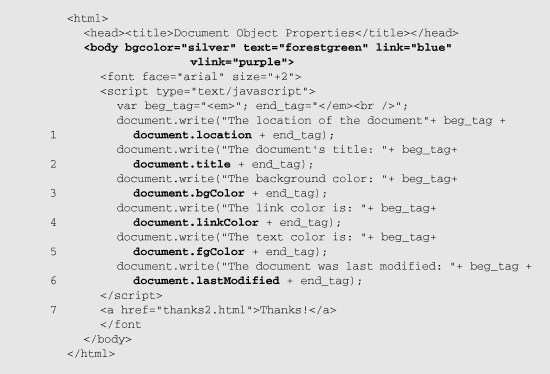 <html>
<head><title>Document Object Properties</title></head>
<body bgcolor="silver" text="forestgreen" link="blue"
vlink="purple">
<font face="arial" size="+2">
<script type="text/javascript">
var beg_tag="<em>"; end_tag="</em><br />";
document.write("The location of the document"+ beg_tag +
1 document.location + end_tag);
document.write("The document's title: "+ beg_tag+
2 document.title + end_tag);
document.write("The background color: "+ beg_tag+
3 document.bgColor + end_tag);
document.write("The link color is: "+ beg_tag+
4 document.linkColor + end_tag);
document.write("The text color is: "+ beg_tag+
5 document.fgColor + end_tag);
document.write("The document was last modified: "+ beg_tag +
6 document.lastModified + end_tag);
</script>
7 <a href="thanks2.html">Thanks!</a>
</font
</body>
</html>